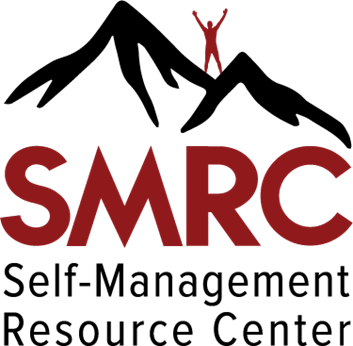 SMRC
Self-Management
Resource Center